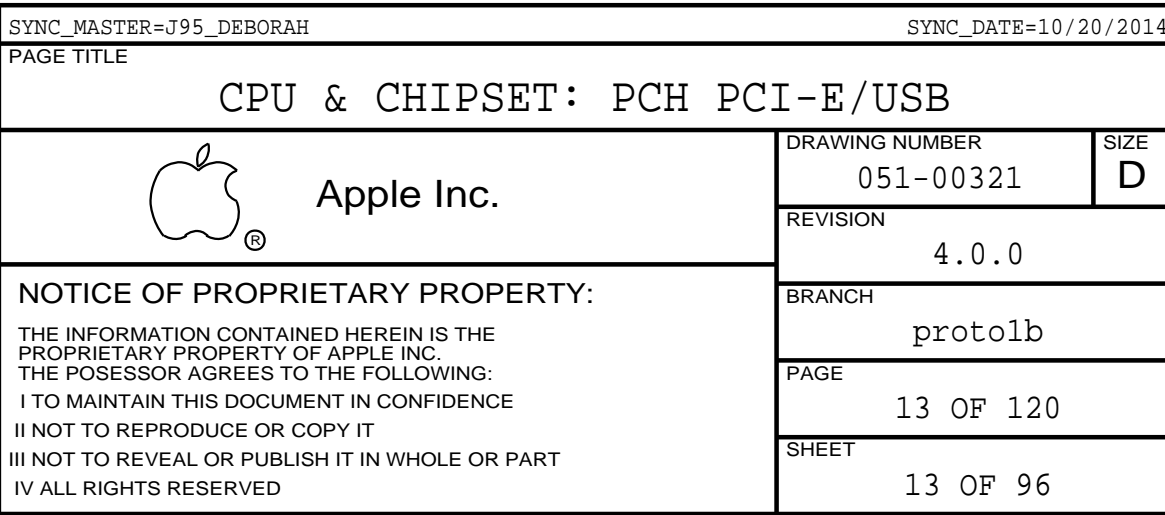 SYNC_MASTER=J95_DEBORAH SYNC_DATE=10/20/2014
PAGE TITLE
CPU & CHIPSET: PCH PCI-E/USB
Apple Inc.
®
DRAWING NUMBER
051-00321
SIZE
D
REVISION
4.0.0
NOTICE OF PROPRIETARY PROPERTY:
THE INFORMATION CONTAINED HEREIN IS THE
PROPRIETARY PROPERTY OF APPLE INC.
THE POSESSOR AGREES TO THE FOLLOWING:
I TO MAINTAIN THIS DOCUMENT IN CONFIDENCE
II NOT TO REPRODUCE OR COPY IT
III NOT TO REVEAL OR PUBLISH IT IN WHOLE OR PART
IV ALL RIGHTS RESERVED
BRANCH
proto1b
PAGE
13 OF 120
SHEET
13 OF 96